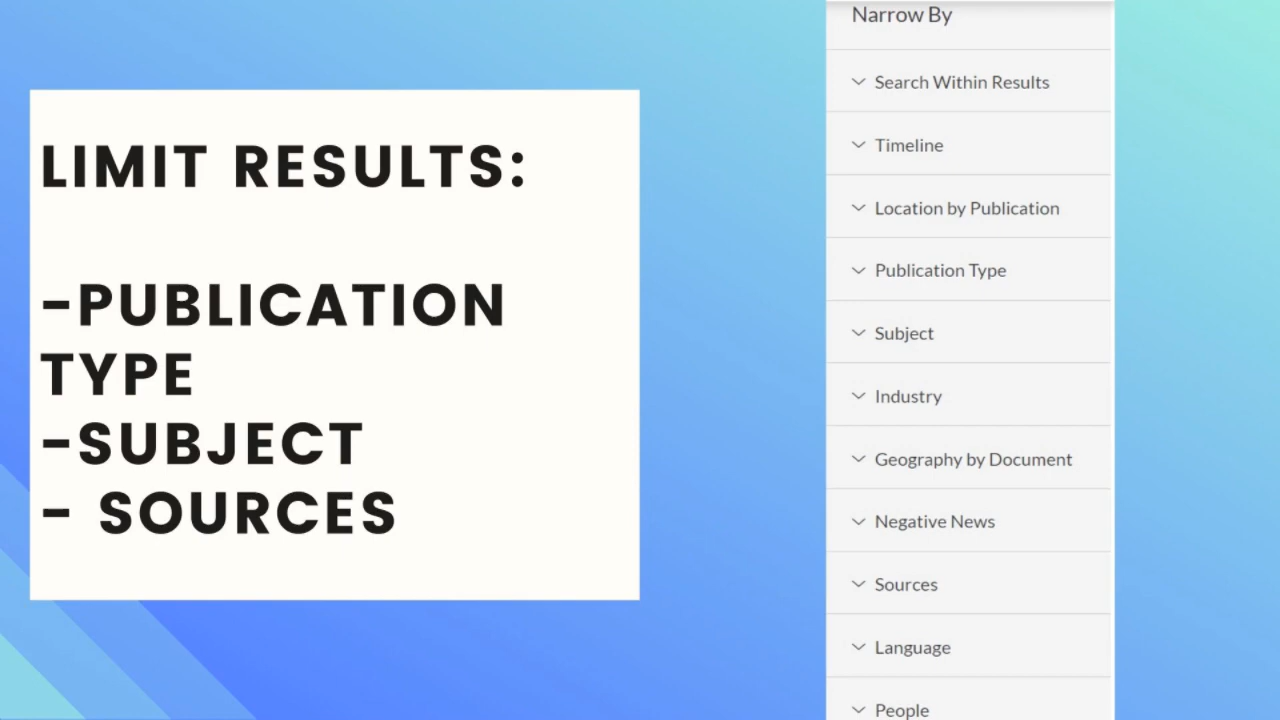 LIMIT RESULTS:
-PUBLICATION
TYPE
-SUBJECT
- SOURCES
Narrow By
Search Within Results
Timeline
Location by Publication
Publication Type
Subject
Industry
Geography by Document
Negative News
Sources
Language
People